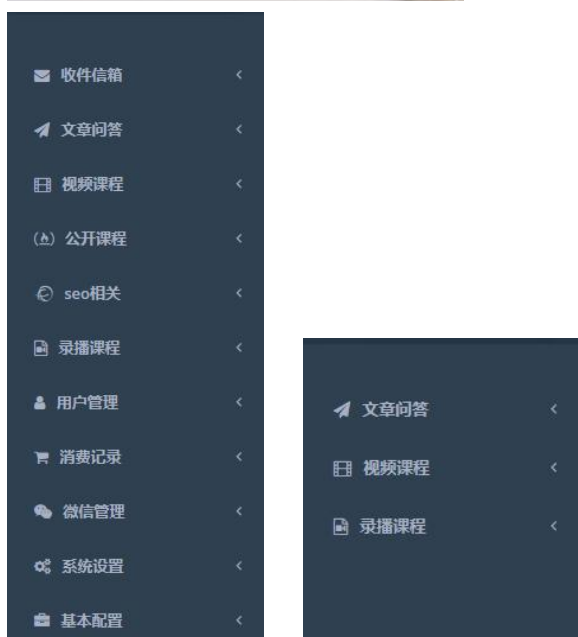 收件信箱
文章问答
视频课程
公开课程
seo相关
录播课程
用户管理
消费记录
微信管理
系统设置
基本配置
文章问答
视频课程
录播课程